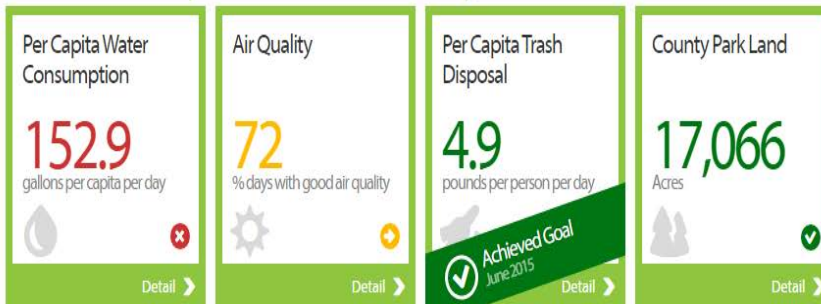 Per Capita Water
Consumption
152.9
gallons per capita per day
Detail
Air Quality
72
% days with good air quality
Detail
Per Capita Trash
Disposal
4.9
pounds per person per day
Achieved Goal
June 2015
Detail
County Park Land
17,066
Acres
Detail